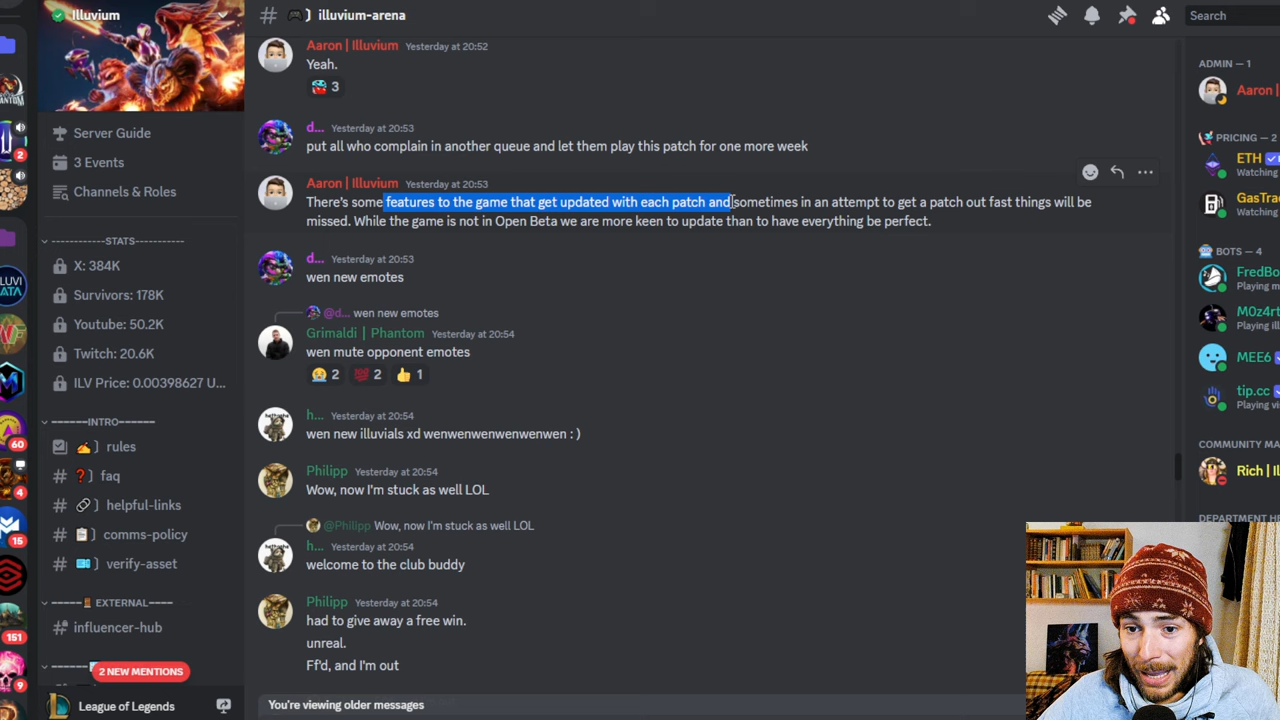 Illuvium
illuvium-arena
Search
Server Guide
3 Events
Channels & Roles
------------STATS------------
X: 384K
Survivors: 178K
Youtube: 50.2K
Twitch: 20.6K
ILV Price: 0.00398627 U...
rules
faq
helpful-links
comms-policy
verify-asset
influencer-hub
2 NEW MENTIONS
League of Legends
2
60
4
15
151
9
Aaron | Illuvium Yesterday at 20:52
Yeah.
3
d... Yesterday at 20:53
put all who complain in another queue and let them play this patch for one more week
Aaron | Illuvium Yesterday at 20:53
There's some features to the game that get updated with each patch and sometimes in an attempt to get a patch out fast things will be
missed. While the game is not in Open Beta we are more keen to update than to have everything be perfect.
d... Yesterday at 20:53
wen new emotes
@d... wen new emotes
Grimaldi | Phantom Yesterday at 20:54
wen mute opponent emotes
2 2 1
h... Yesterday at 20:54
wen new illuvials xd wenwenwenwenwenwen : )
Philipp Yesterday at 20:54
Wow, now I'm stuck as well LOL
@Philipp Wow, now I'm stuck as well LOL
h... Yesterday at 20:54
welcome to the club buddy
Philipp Yesterday at 20:54
had to give away a free win.
unreal.
Ff'd, and I'm out
You're viewing older messages
ADMIN — 1
Aaron |
PRICING — 2
ETH
Watching
GasTra
Watching
BOTS — 4
FredBo
Playing m
M0z4rt
Playing ill
MEE6
tip.cc
Playing vis
COMMUNITY MA
Rich | Il
DEPARTMENT HE